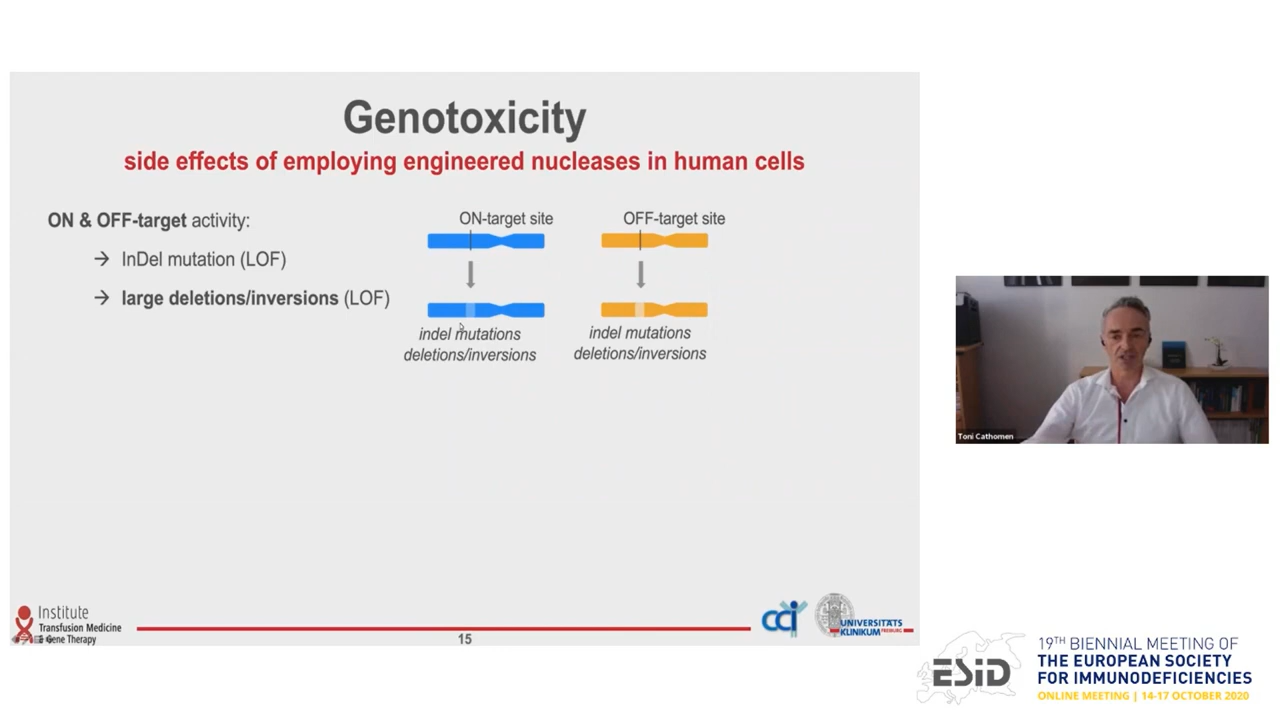 Genotoxicity
side effects of employing engineered nucleases in human cells
ON & OFF-target activity:
→ InDel mutation (LOF)
→ large deletions/inversions (LOF)
ON-target site
OFF-target site
indel mutations
deletions/inversions
indel mutations
deletions/inversions
Toni Cathomen
Institute
Transfusion Medicine
Gene Therapy
15
CCI
UNIVERSITÄTS
KLINIKUM FREIBURG
ESID
19TH BIENNIAL MEETING OF
THE EUROPEAN SOCIETY
FOR IMMUNODEFICIENCIES
ONLINE MEETING | 14-17 OCTOBER 2020